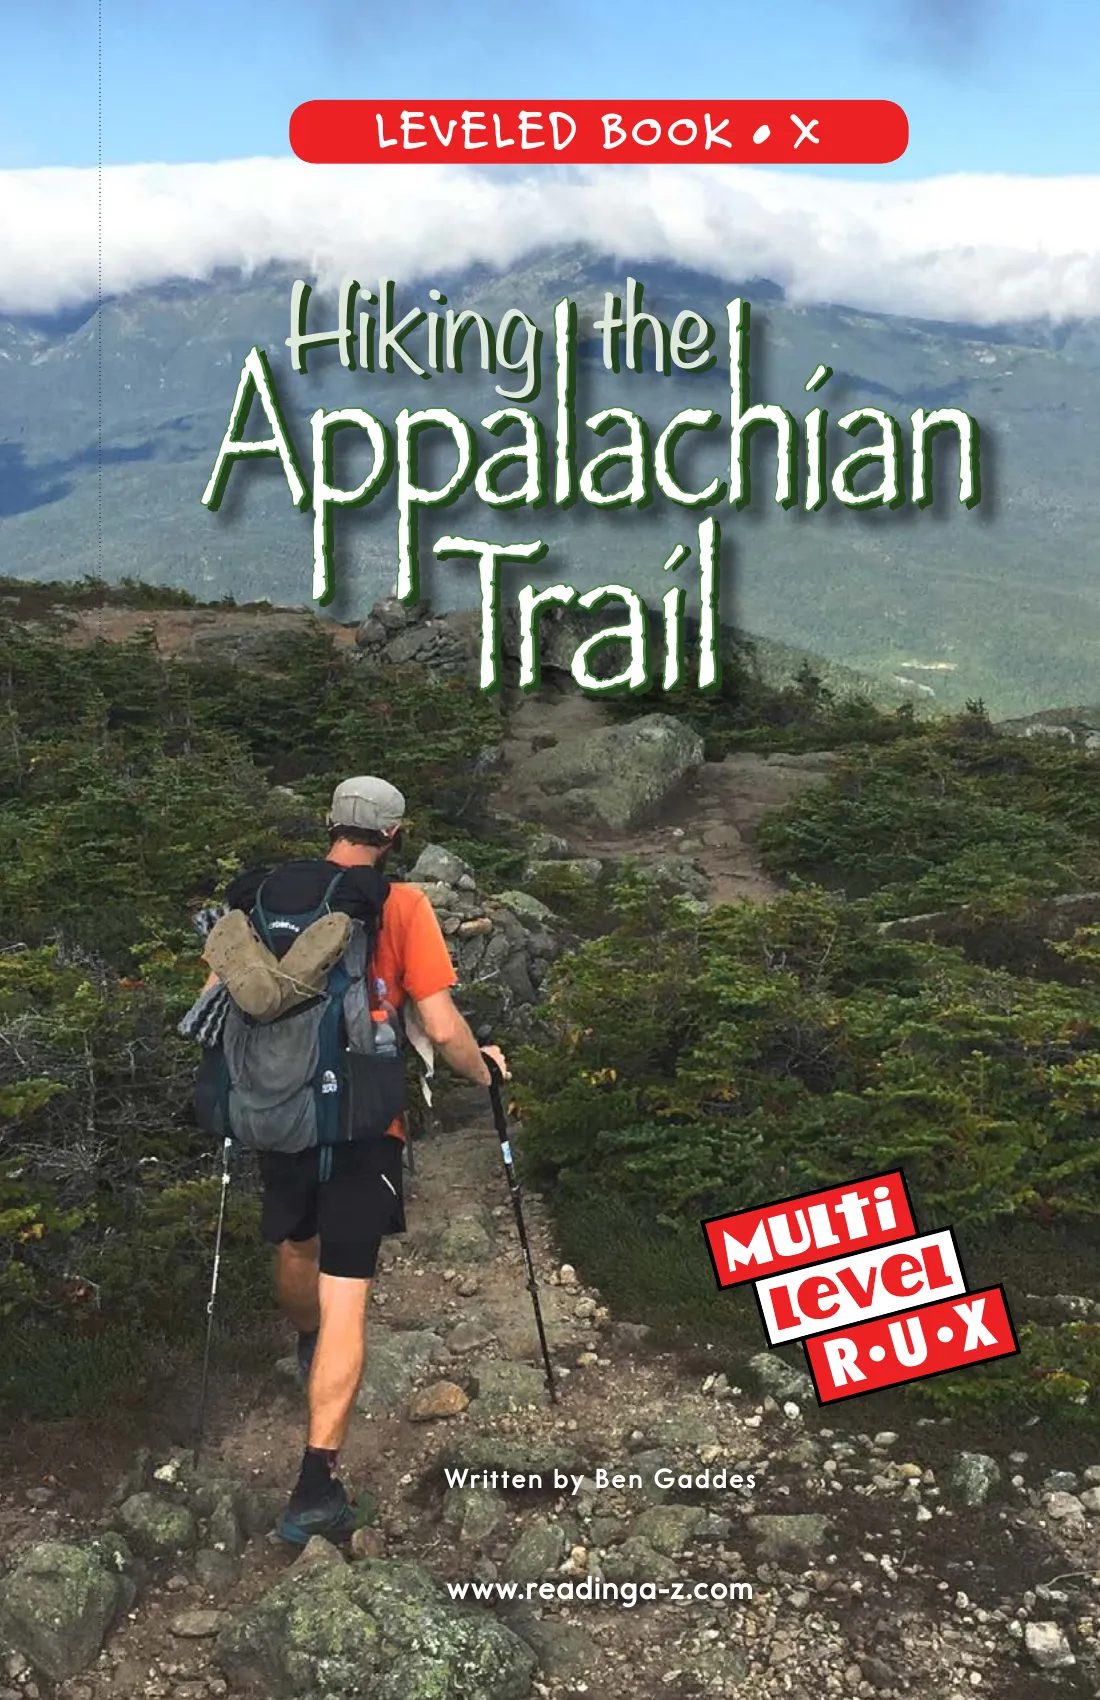 LEVELED BOOK • X
Hiking the
Appalachian
Trail
MULTI
LEVEL
R•U•X
Written by Ben Gaddes
www.readinga-z.com